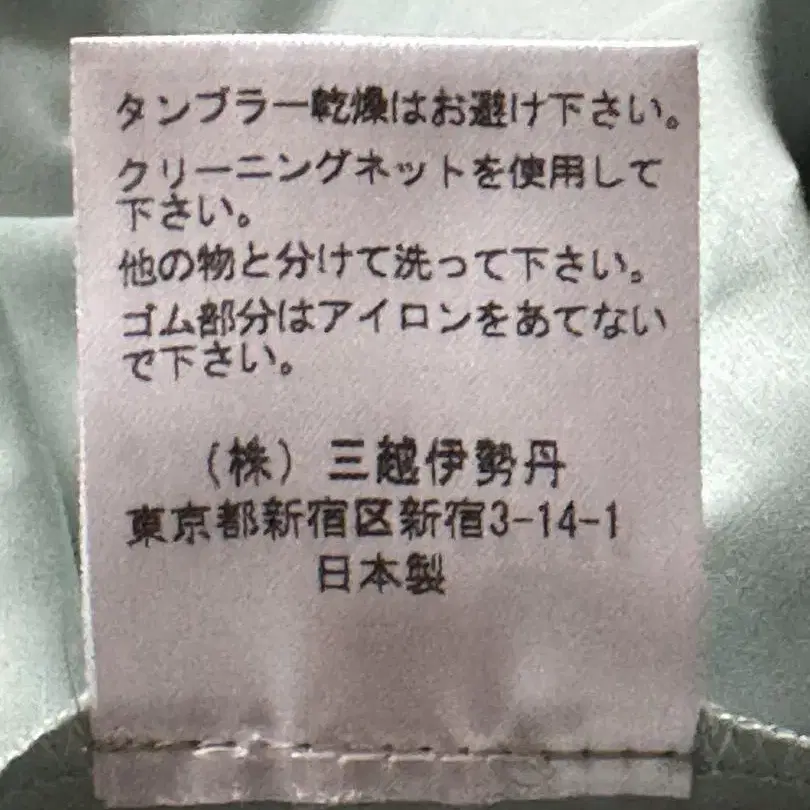 タンブラー乾燥はお避け下さい。
クリーニングネットを使用して
下さい。
他の物と分けて洗って下さい。
ゴム部分はアイロンをあてない
で下さい。
(株) 三越伊勢丹
東京都新宿区新宿3-14-1
日本製